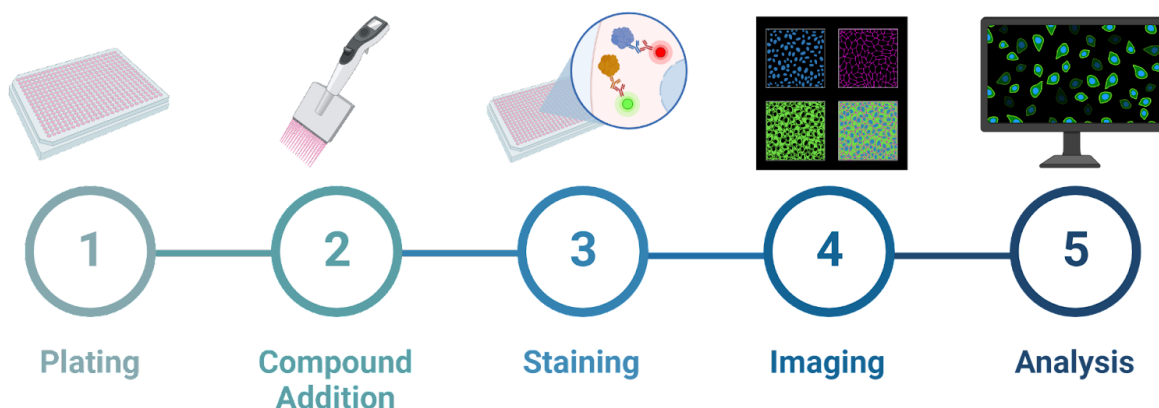 1
2
3
4
5
Plating
Compound
Addition
Staining
Imaging
Analysis